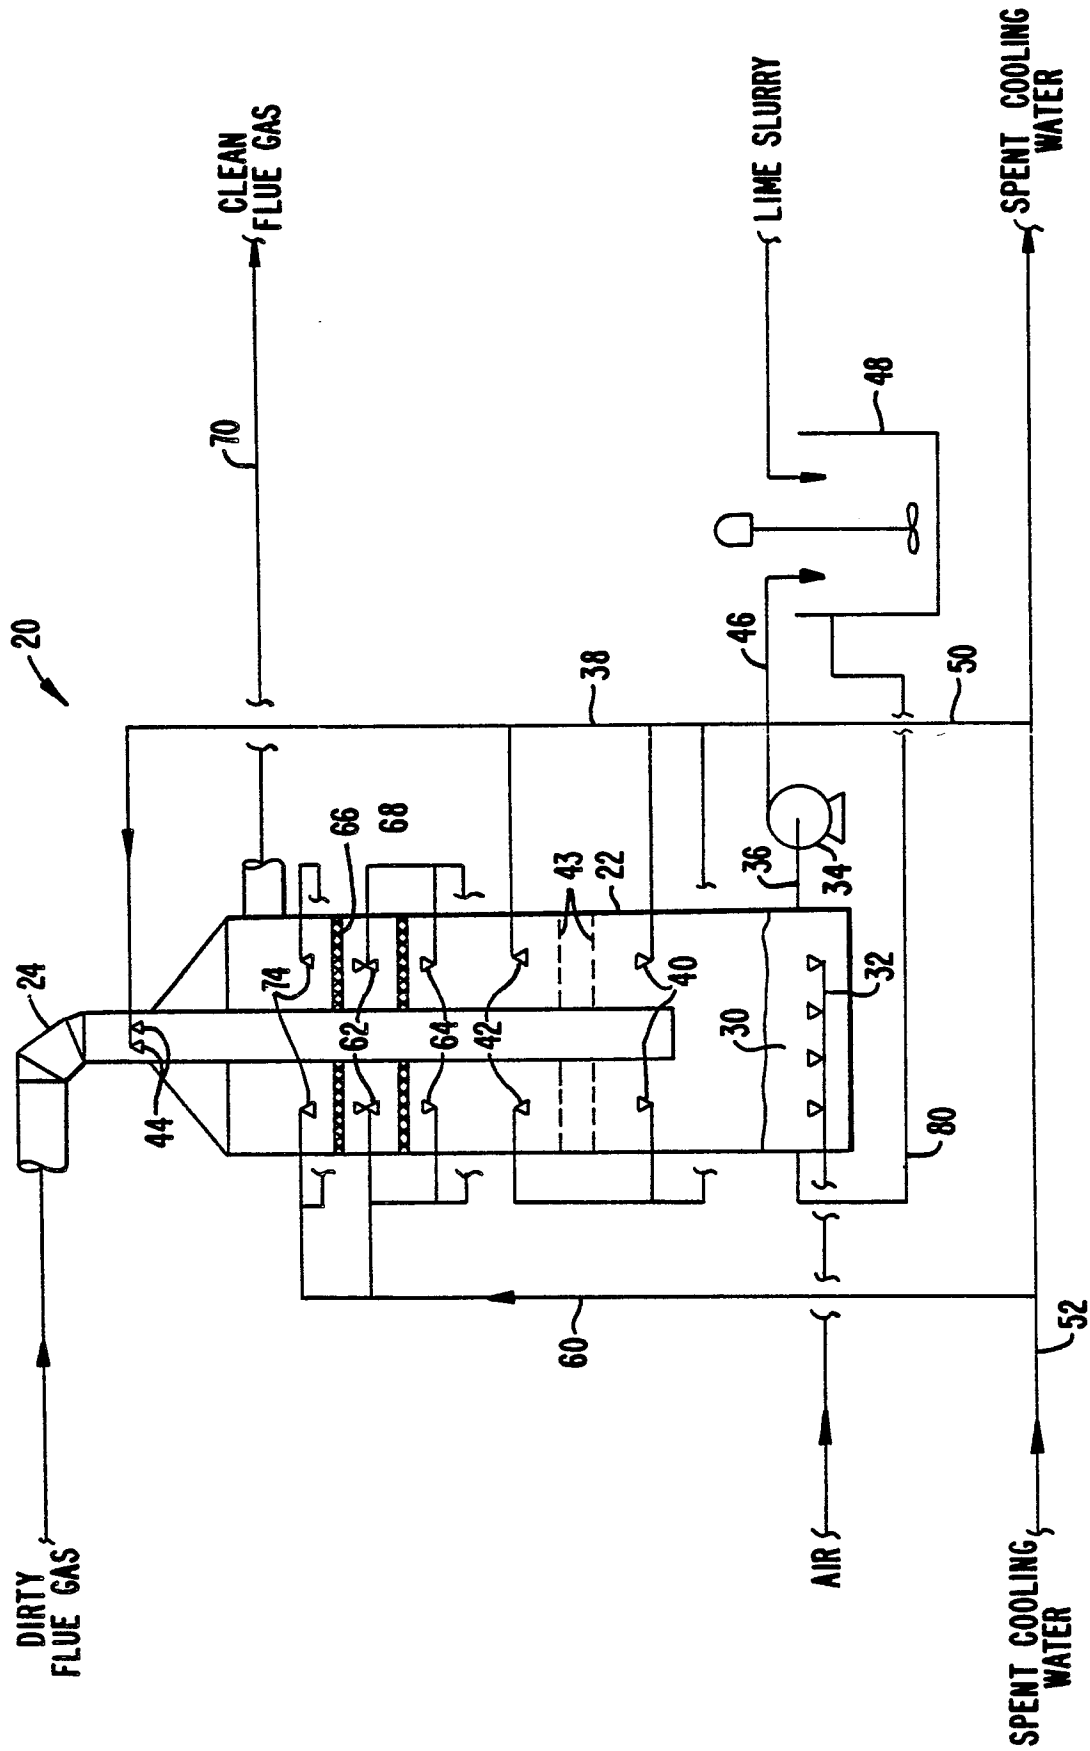 20
DIRTY
FLUE GAS
24
44
CLEAN
FLUE GAS
70
74
66
68
62
64
42
43
22
40
38
30
32
36
34
46
48
LIME SLURRY
AIR
80
60
50
52
SPENT COOLING
WATER
SPENT COOLING
WATER